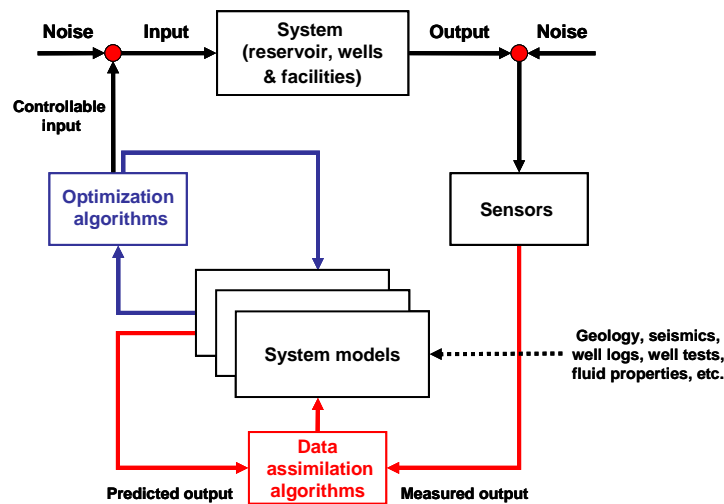 Noise
Input
System
(reservoir, wells
& facilities)
Output
Noise
Controllable
input
Optimization
algorithms
Sensors
System models
Geology, seismics,
well logs, well tests,
fluid properties, etc.
Data
assimilation
algorithms
Predicted output
Measured output